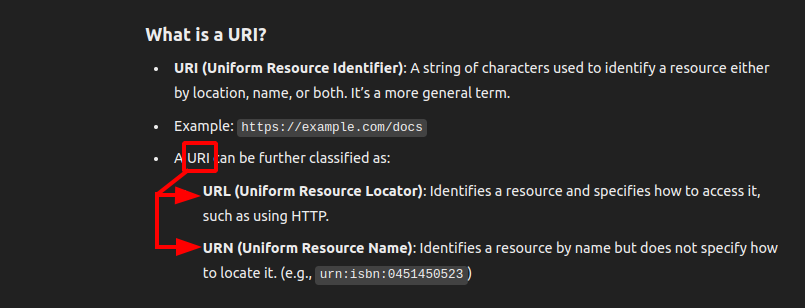 What is a URI?
• URI (Uniform Resource Identifier): A string of characters used to identify a resource either
by location, name, or both. It’s a more general term.
• Example: https://example.com/docs
• A URI can be further classified as:
URL (Uniform Resource Locator): Identifies a resource and specifies how to access it,
such as using HTTP.
URN (Uniform Resource Name): Identifies a resource by name but does not specify how
to locate it. (e.g., urn:isbn:0451450523)